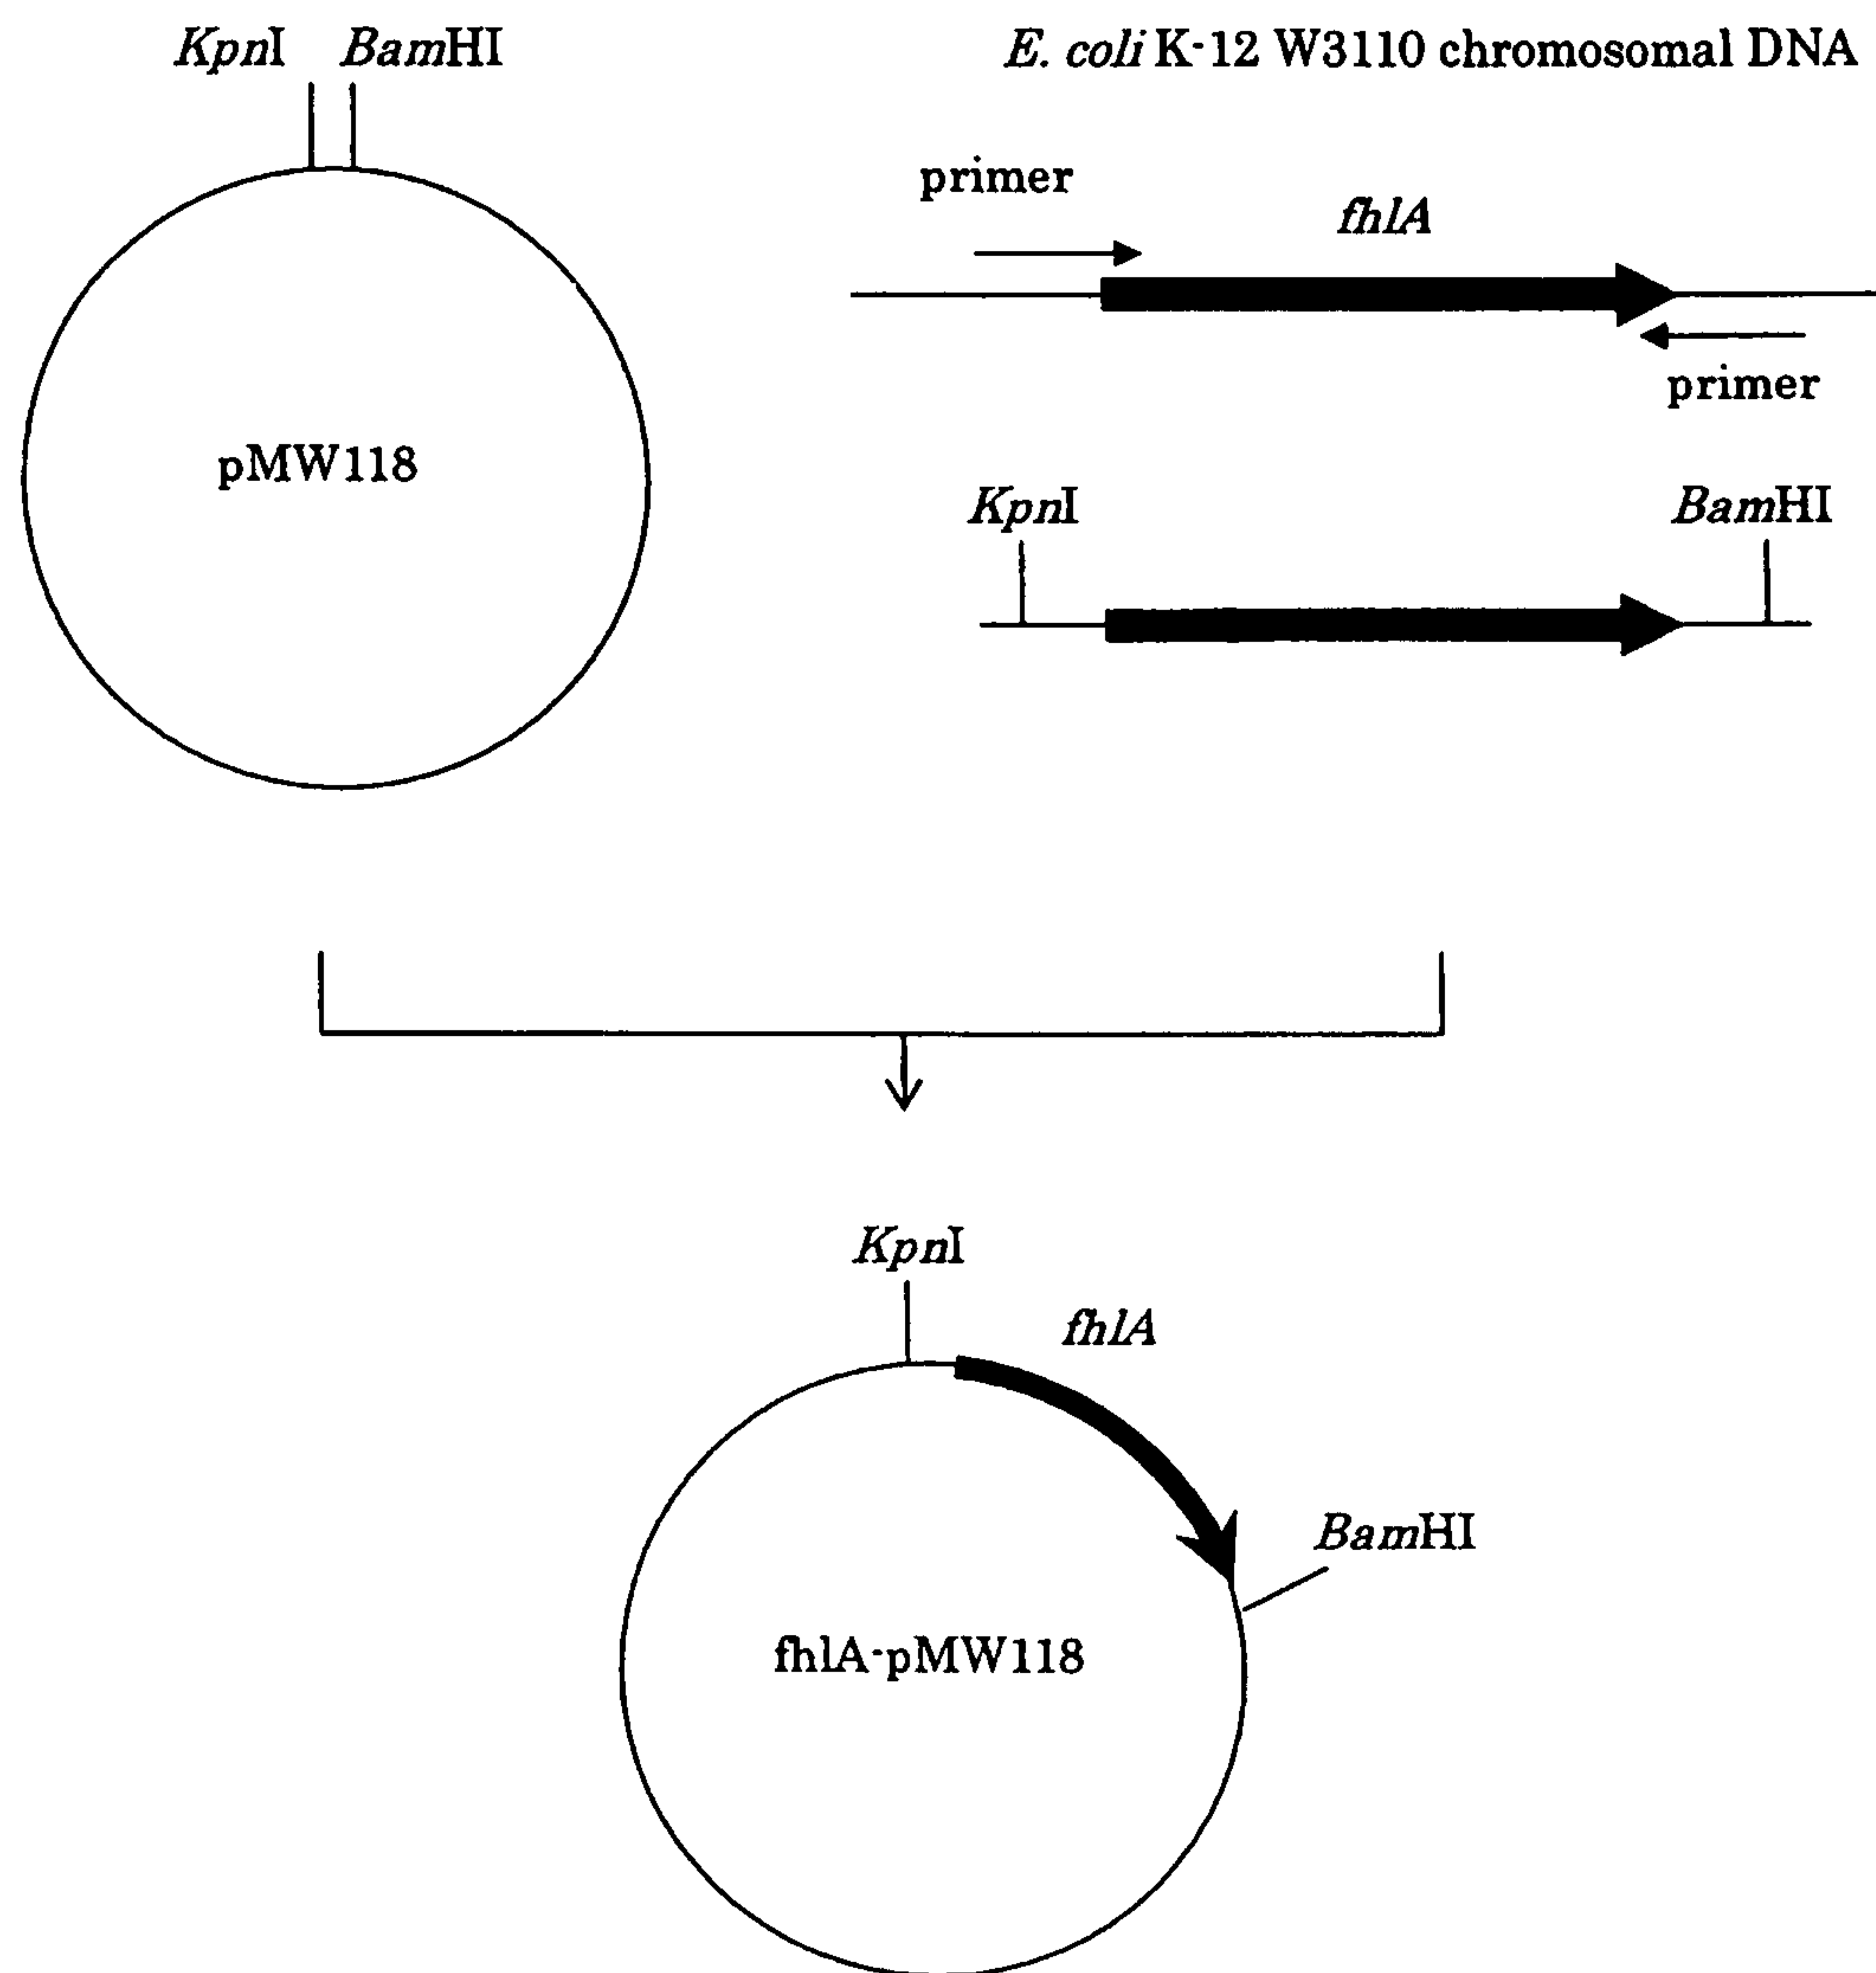 KpnI BamHI
E. coli K-12 W3110 chromosomal DNA
primer
fhlA
primer
pMW118
KpnI
BamHI
KpnI
fhlA
BamHI
fhlA-pMW118